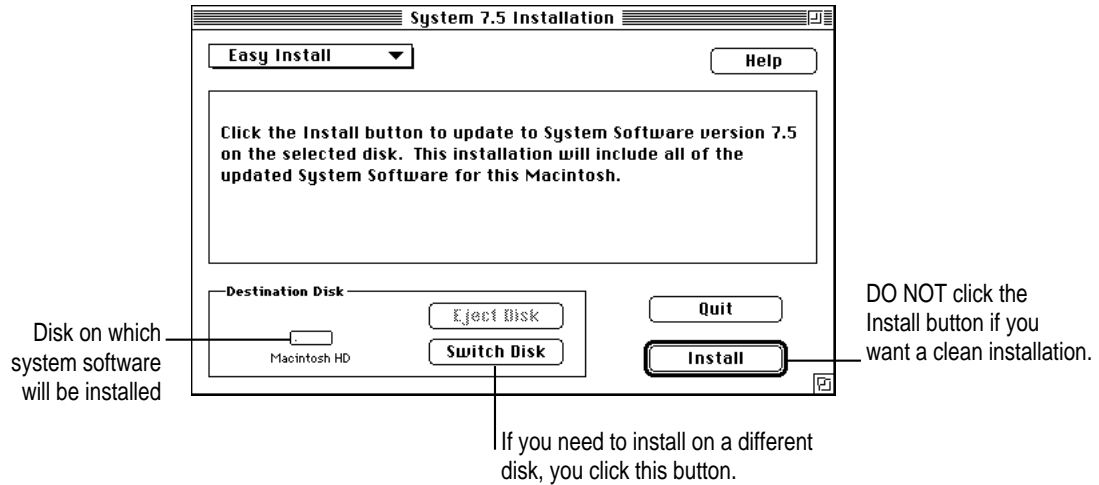 System 7.5 Installation
Easy Install
Help
Click the Install button to update to System Software version 7.5
on the selected disk.  This installation will include all of the
updated System Software for this Macintosh.
Destination Disk
Eject Disk
Quit
Macintosh HD
Switch Disk
Install
Disk on which
system software
will be installed
DO NOT click the
Install button if you
want a clean installation.
If you need to install on a different
disk, you click this button.